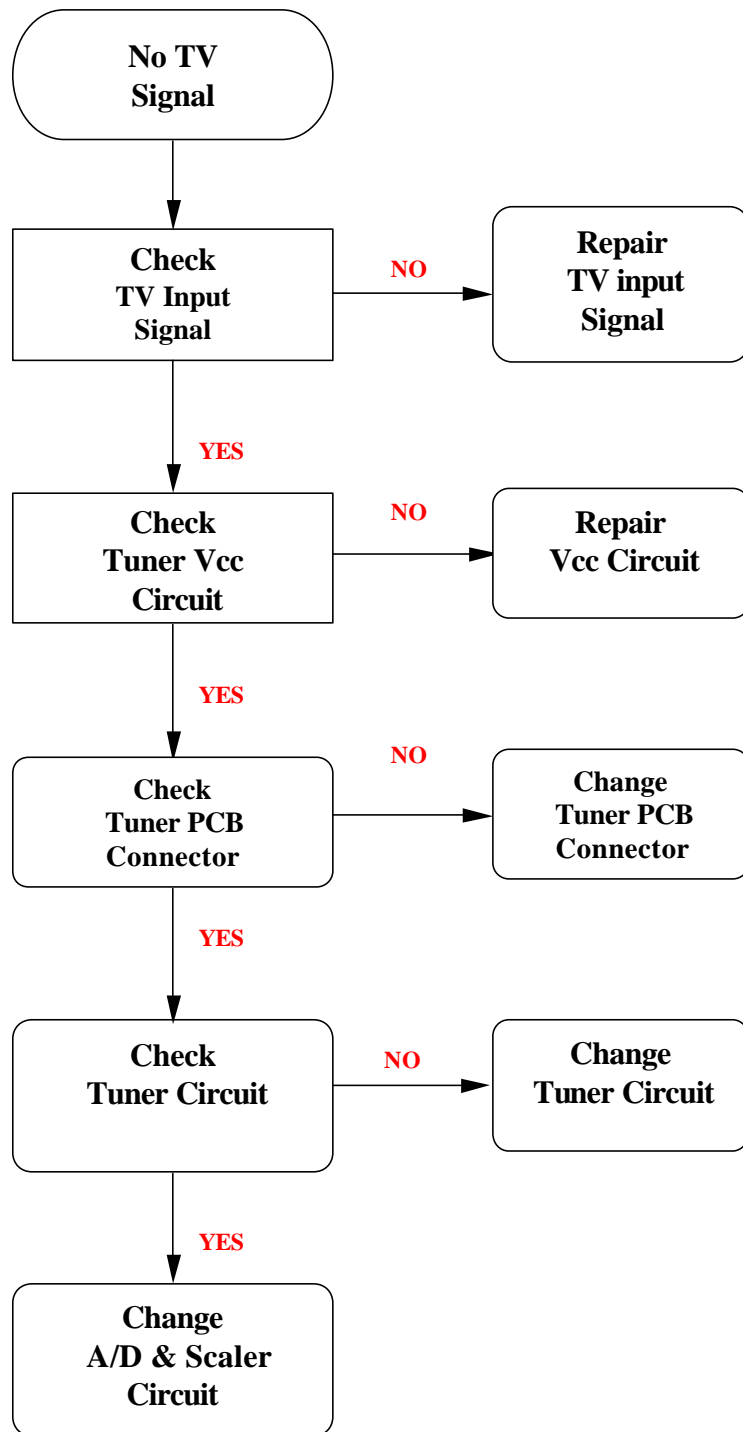 No TV
Signal
Check
TV Input
Signal
NO
Repair
TV input
Signal
YES
Check
Tuner Vcc
Circuit
NO
Repair
Vcc Circuit
YES
Check
Tuner PCB
Connector
NO
Change
Tuner PCB
Connector
YES
Check
Tuner Circuit
NO
Change
Tuner Circuit
YES
Change
A/D & Scaler
Circuit